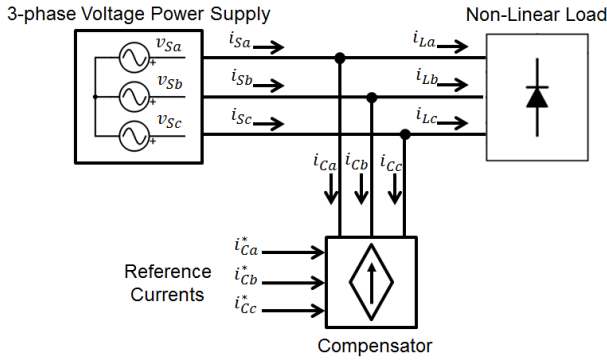 3-phase Voltage Power Supply
Non-Linear Load
v_Sa
+
v_Sb
+
v_Sc
+
i_Sa
i_Sb
i_Sc
i_La
i_Lb
i_Lc
i_Ca i_Cb i_Cc
Reference
Currents
i*_Ca
i*_Cb
i*_Cc
Compensator